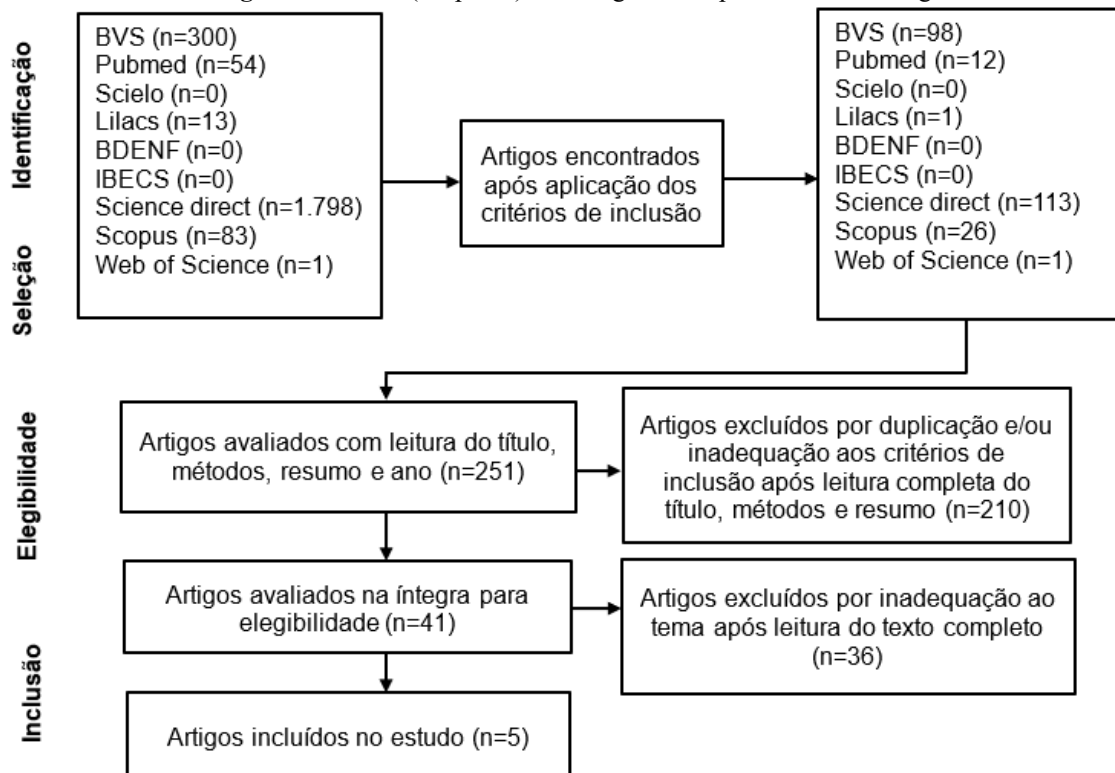 Identificação
BVS (n=300)
Pubmed (n=54)
Scielo (n=0)
Lilacs (n=13)
BDENF (n=0)
IBECS (n=0)
Science direct (n=1.798)
Scopus (n=83)
Web of Science (n=1)
Artigos encontrados
após aplicação dos
critérios de inclusão
BVS (n=98)
Pubmed (n=12)
Scielo (n=0)
Lilacs (n=1)
BDENF (n=0)
IBECS (n=0)
Science direct (n=113)
Scopus (n=26)
Web of Science (n=1)
Seleção
Elegibilidade
Artigos avaliados com leitura do título,
métodos, resumo e ano (n=251)
Artigos excluídos por duplicação e/ou
inadequação aos critérios de
inclusão após leitura completa do
título, métodos e resumo (n=210)
Artigos avaliados na íntegra para
elegibilidade (n=41)
Artigos excluídos por inadequação ao
tema após leitura do texto completo
(n=36)
Inclusão
Artigos incluídos no estudo (n=5)